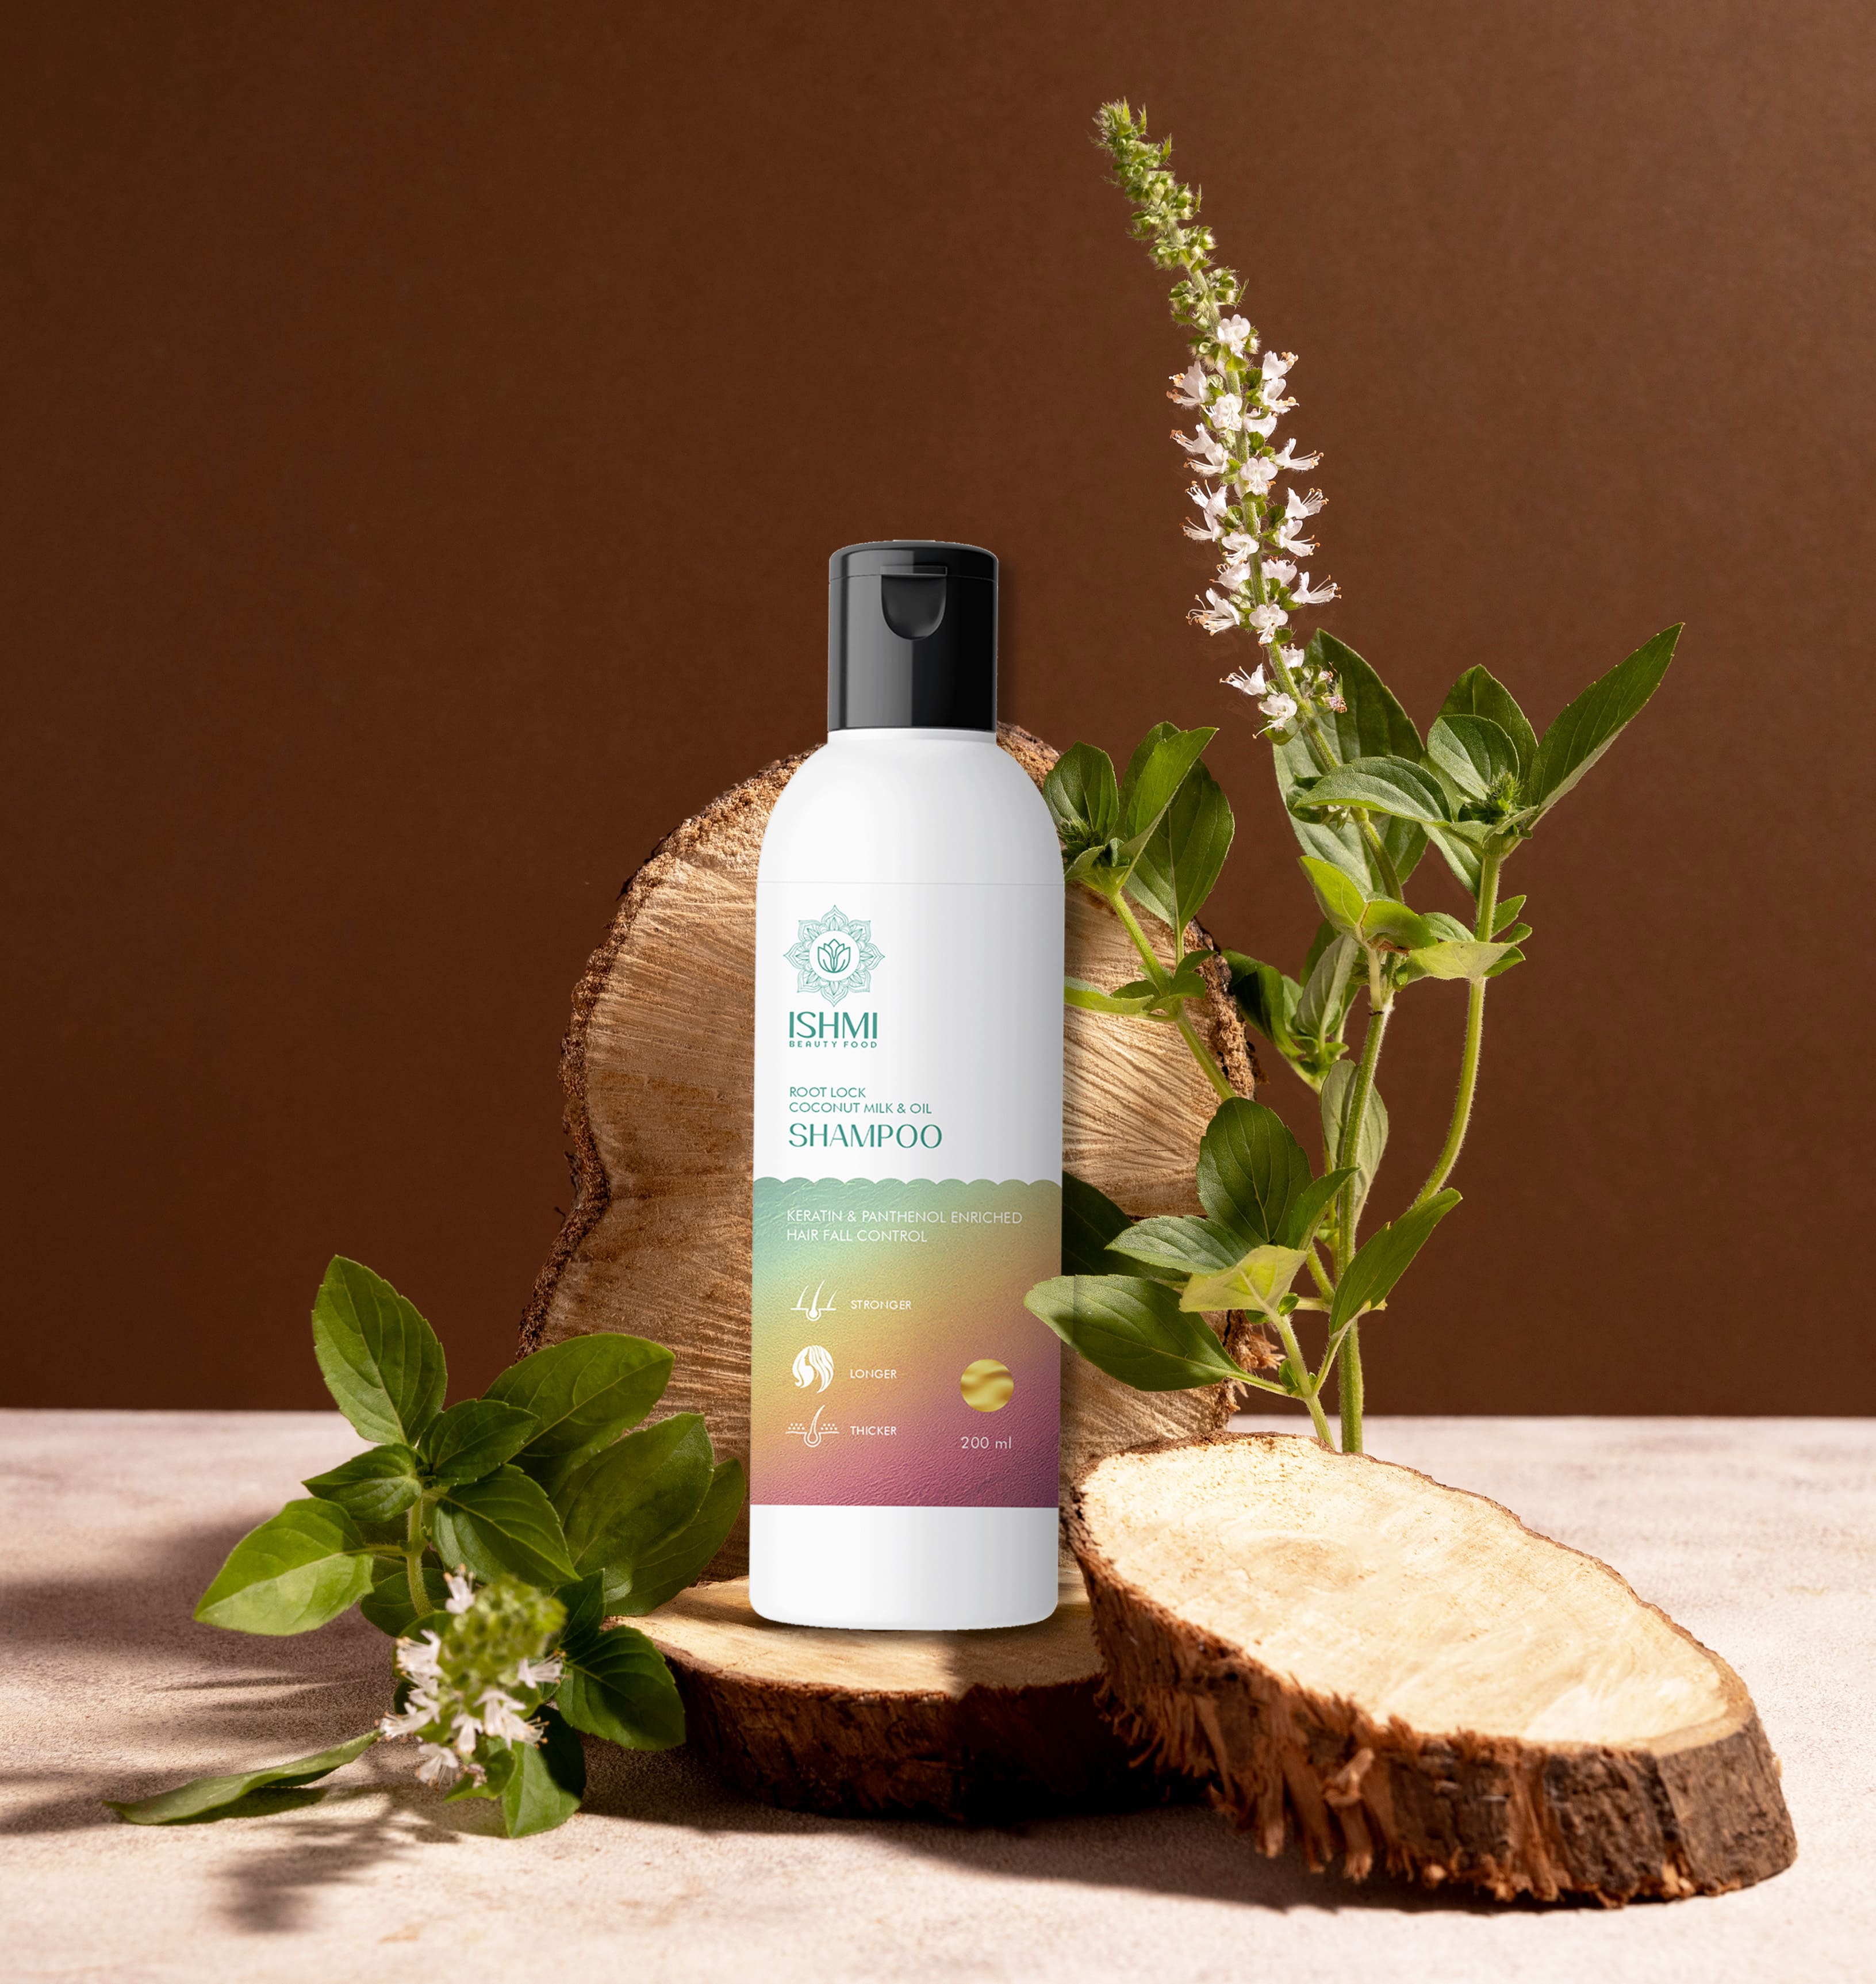 ISHMI
BEAUTY FOOD
ROOT LOCK
COCONUT MILK & OIL
SHAMPOO
KERATIN & PANTHENOL ENRICHED
HAIR FALL CONTROL
STRONGER
LONGER
THICKER
200 ml